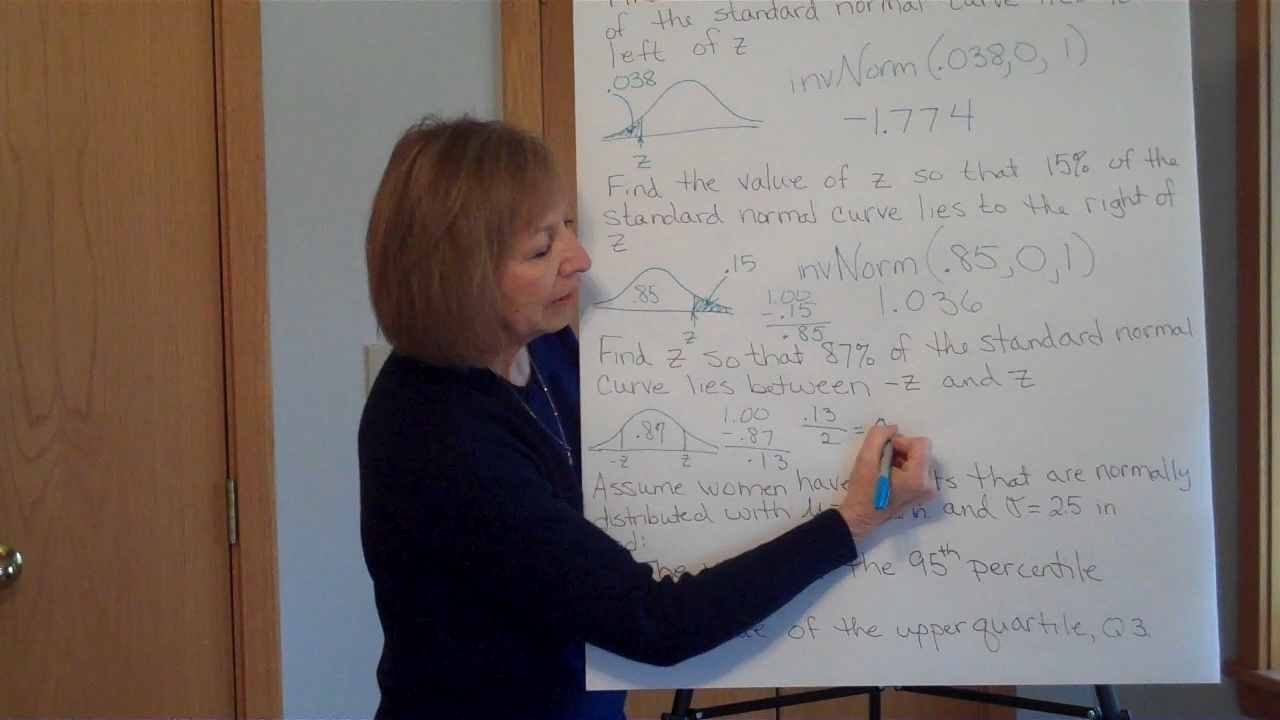 of the standard normal curve lies
left of z
.038
invNorm(.038,0,1)
-1.774
z
Find the value of z so that 15% of the
standard normal curve lies to the right of
z
.15
invNorm(.85,0,1)
.85
1.00
-.15
.85
1.036
z
Find z so that 87% of the standard normal
curve lies between -z and z
.87
-z z
1.00
-.87
.13
.13
2
=
Assume women have that are normally
distributed with and σ=2.5 in
the 95th percentile
of the upper quartile, Q3.